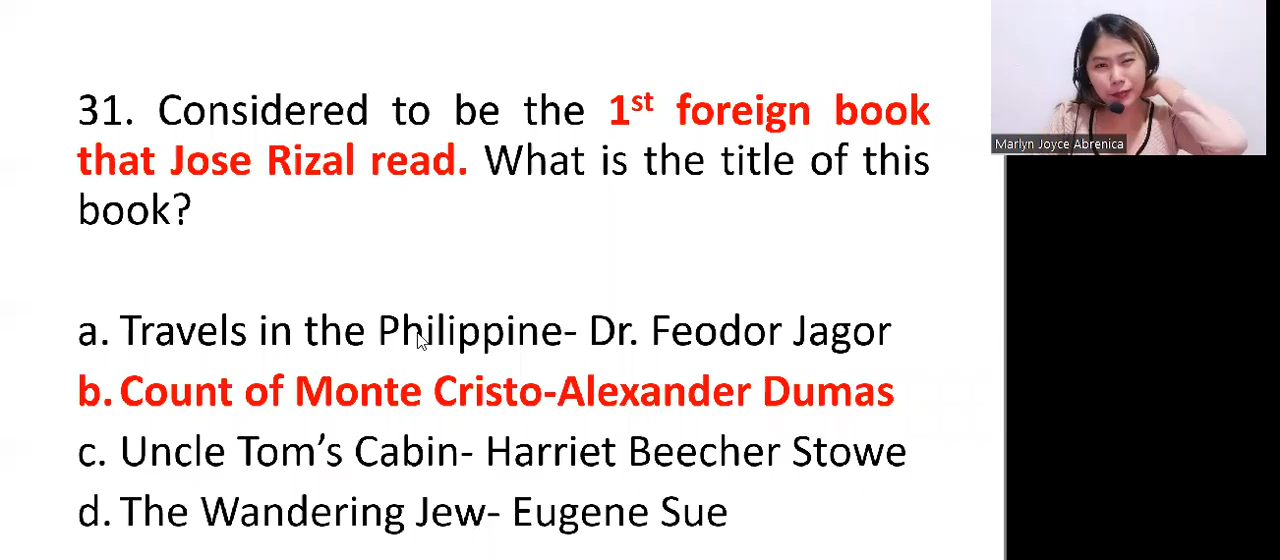 31. Considered to be the 1st foreign book
that Jose Rizal read. What is the title of this
book?
a. Travels in the Philippine- Dr. Feodor Jagor
b. Count of Monte Cristo-Alexander Dumas
c. Uncle Tom’s Cabin- Harriet Beecher Stowe
d. The Wandering Jew- Eugene Sue
Marlyn Joyce Abrenica